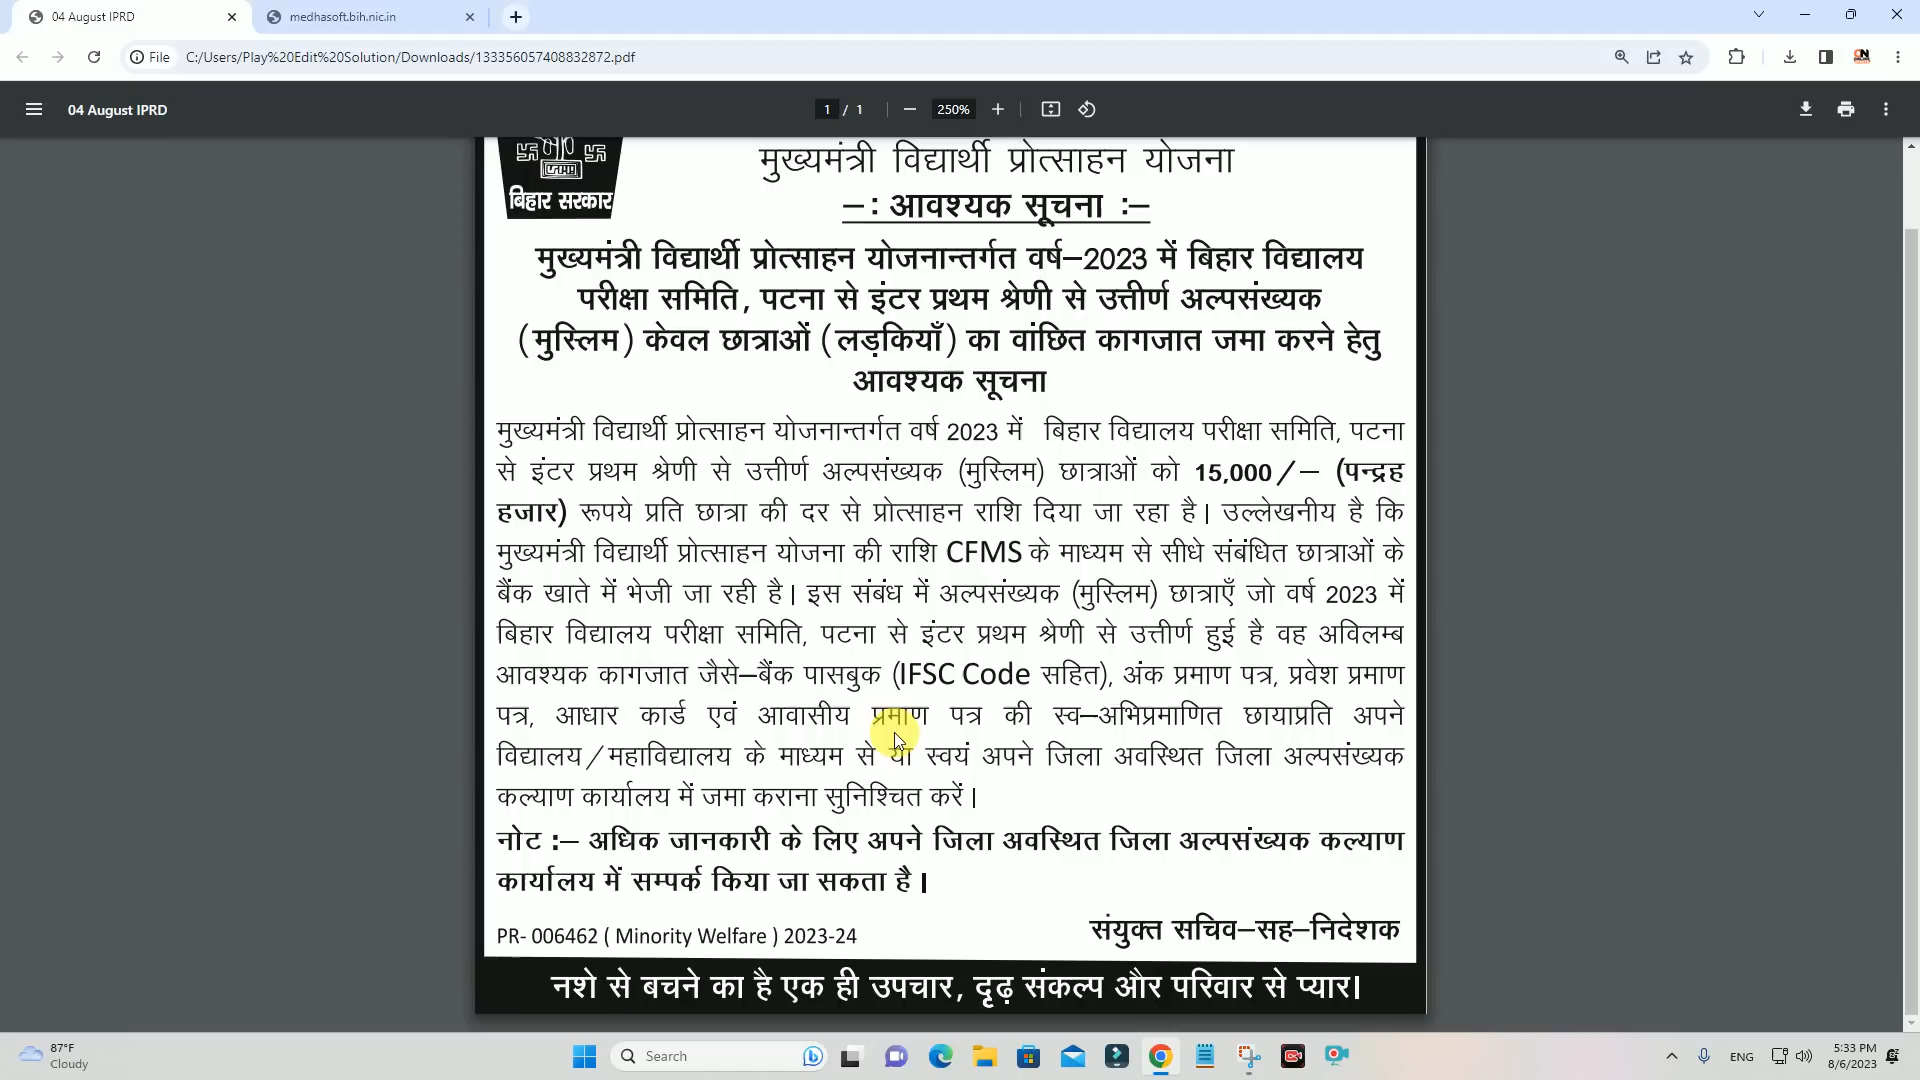 04 August IPRD
medhasoft.bih.nic.in
File
C:/Users/Play%20Edit%20Solution/Downloads/133356057408832872.pdf
04 August IPRD
1 / 1
250%
बिहार सरकार
मुख्यमंत्री विद्यार्थी प्रोत्साहन योजना
–: आवश्यक सूचना :–
मुख्यमंत्री विद्यार्थी प्रोत्साहन योजनान्तर्गत वर्ष–2023 में बिहार विद्यालय
परीक्षा समिति, पटना से इंटर प्रथम श्रेणी से उत्तीर्ण अल्पसंख्यक
(मुस्लिम) केवल छात्राओं (लड़कियाँ) का वांछित कागजात जमा करने हेतु
आवश्यक सूचना
मुख्यमंत्री विद्यार्थी प्रोत्साहन योजनान्तर्गत वर्ष 2023 में बिहार विद्यालय परीक्षा समिति, पटना
से इंटर प्रथम श्रेणी से उत्तीर्ण अल्पसंख्यक (मुस्लिम) छात्राओं को 15,000/– (पन्द्रह
हजार) रूपये प्रति छात्रा की दर से प्रोत्साहन राशि दिया जा रहा है। उल्लेखनीय है कि
मुख्यमंत्री विद्यार्थी प्रोत्साहन योजना की राशि CFMS के माध्यम से सीधे संबंधित छात्राओं के
बैंक खाते में भेजी जा रही है। इस संबंध में अल्पसंख्यक (मुस्लिम) छात्राएँ जो वर्ष 2023 में
बिहार विद्यालय परीक्षा समिति, पटना से इंटर प्रथम श्रेणी से उत्तीर्ण हुई है वह अविलम्ब
आवश्यक कागजात जैसे–बैंक पासबुक (IFSC Code सहित), अंक प्रमाण पत्र, प्रवेश प्रमाण
पत्र, आधार कार्ड एवं आवासीय प्रमाण पत्र की स्व–अभिप्रमाणित छायाप्रति अपने
विद्यालय/महाविद्यालय के माध्यम से या स्वयं अपने जिला अवस्थित जिला अल्पसंख्यक
कल्याण कार्यालय में जमा कराना सुनिश्चित करें।
नोट :– अधिक जानकारी के लिए अपने जिला अवस्थित जिला अल्पसंख्यक कल्याण
कार्यालय में सम्पर्क किया जा सकता है।
संयुक्त सचिव–सह–निदेशक
PR- 006462 ( Minority Welfare ) 2023-24
नशे से बचने का है एक ही उपचार, दृढ़ संकल्प और परिवार से प्यार।
87°F
Cloudy
Search
ENG
5:33 PM
8/6/2023